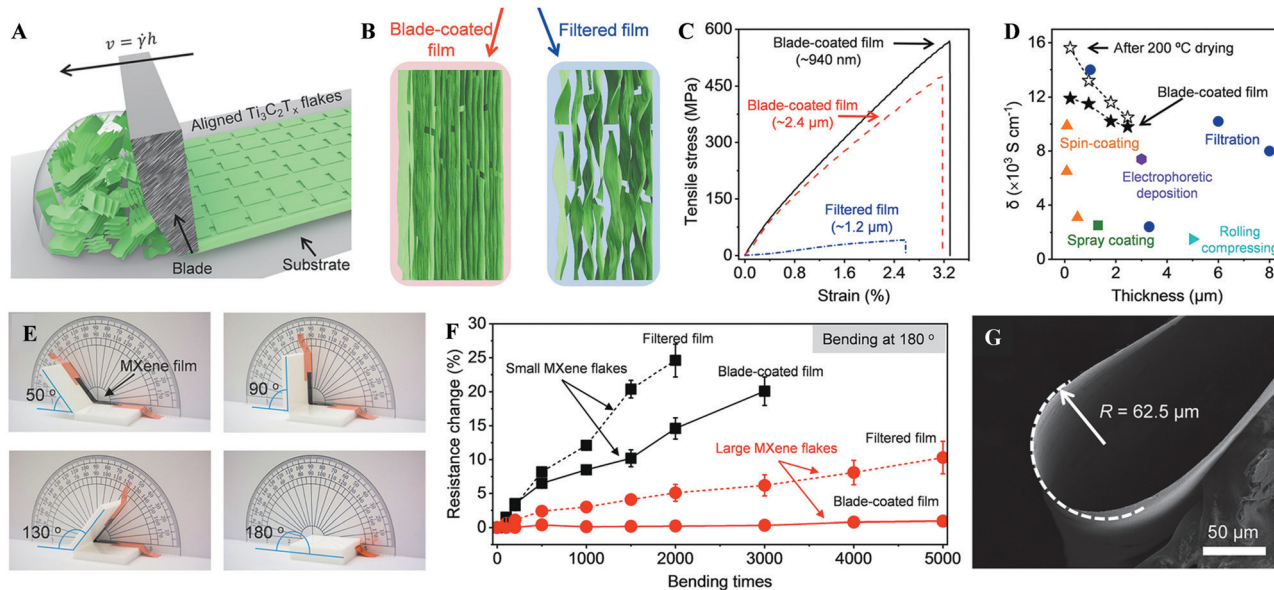 A
v = γ̇h
Aligned Ti₃C₂Tₓ flakes
Blade
Substrate
B
Blade-coated
film
Filtered film
C
Tensile stress (MPa)
600
450
300
150
0
Blade-coated film
(~940 nm)
Blade-coated film
(~2.4 μm)
Filtered film
(~1.2 μm)
0.0
0.8
1.6
2.4
3.2
Strain (%)
D
δ (×10³ S cm⁻¹)
16
12
8
4
0
After 200 ºC drying
Blade-coated film
Spin-coating
Filtration
Electrophoretic
deposition
Spray coating
Rolling
compressing
0
2
4
6
8
Thickness (μm)
E
MXene film
50 °
90 °
130 °
180 °
F
Resistance change (%)
30
25
20
15
10
5
0
Bending at 180 °
Filtered film
Small MXene flakes
Blade-coated film
Large MXene flakes
Filtered film
Blade-coated film
0
1000
2000
3000
4000
5000
Bending times
G
R = 62.5 μm
50 μm